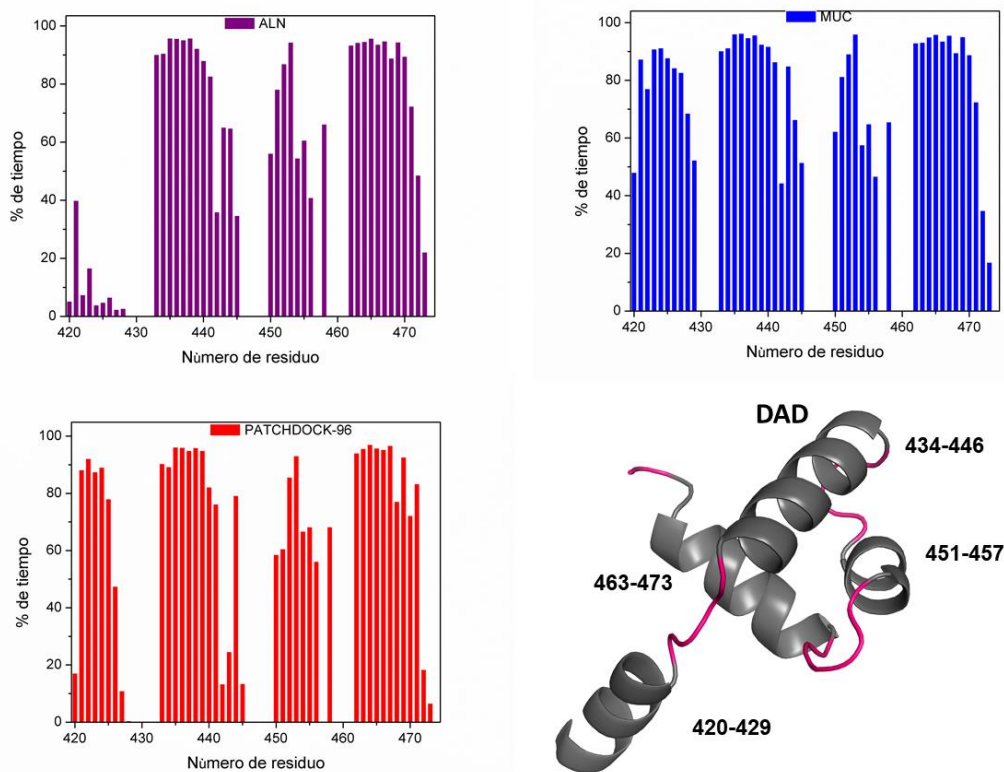 ALN
100
80
60
40
20
0
% de tiempo
420 430 440 450 460 470
Nùmero de residuo
MUC
100
80
60
40
20
0
% de tiempo
420 430 440 450 460 470
Nùmero de residuo
PATCHDOCK-96
100
80
60
40
20
0
% de tiempo
420 430 440 450 460 470
Nùmero de residuo
DAD
434-446
451-457
463-473
420-429